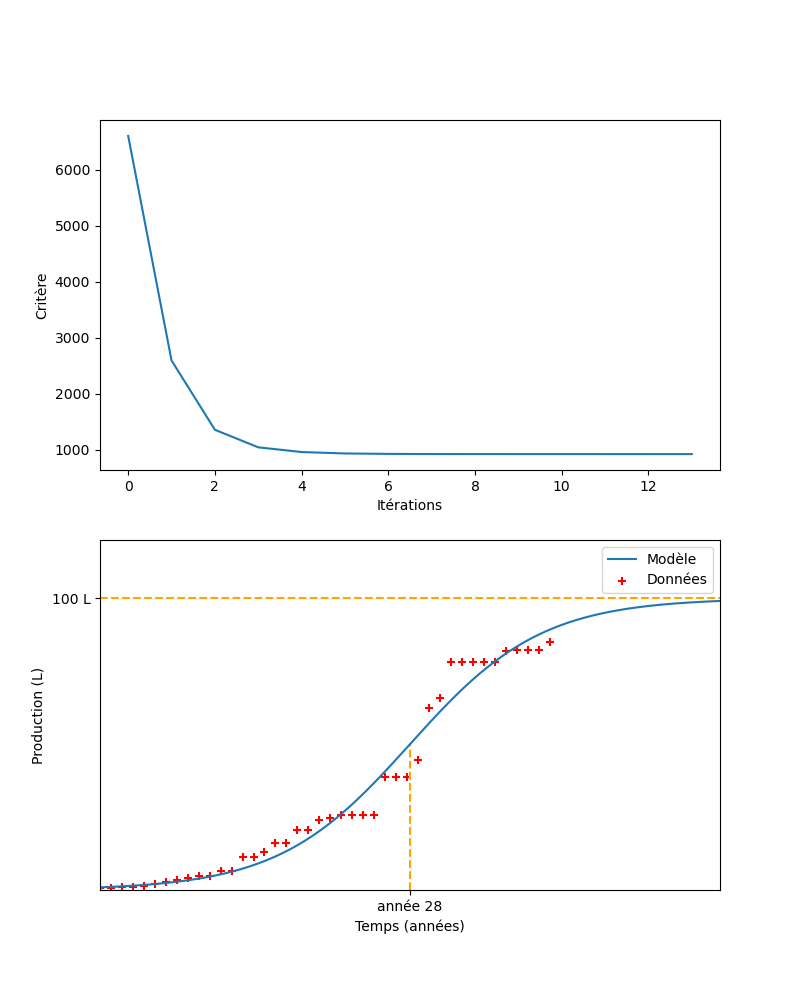 6000
5000
4000
3000
2000
1000
Critère
0 2 4 6 8 10 12
Itérations
Modèle
Données
100 L
Production (L)
année 28
Temps (années)